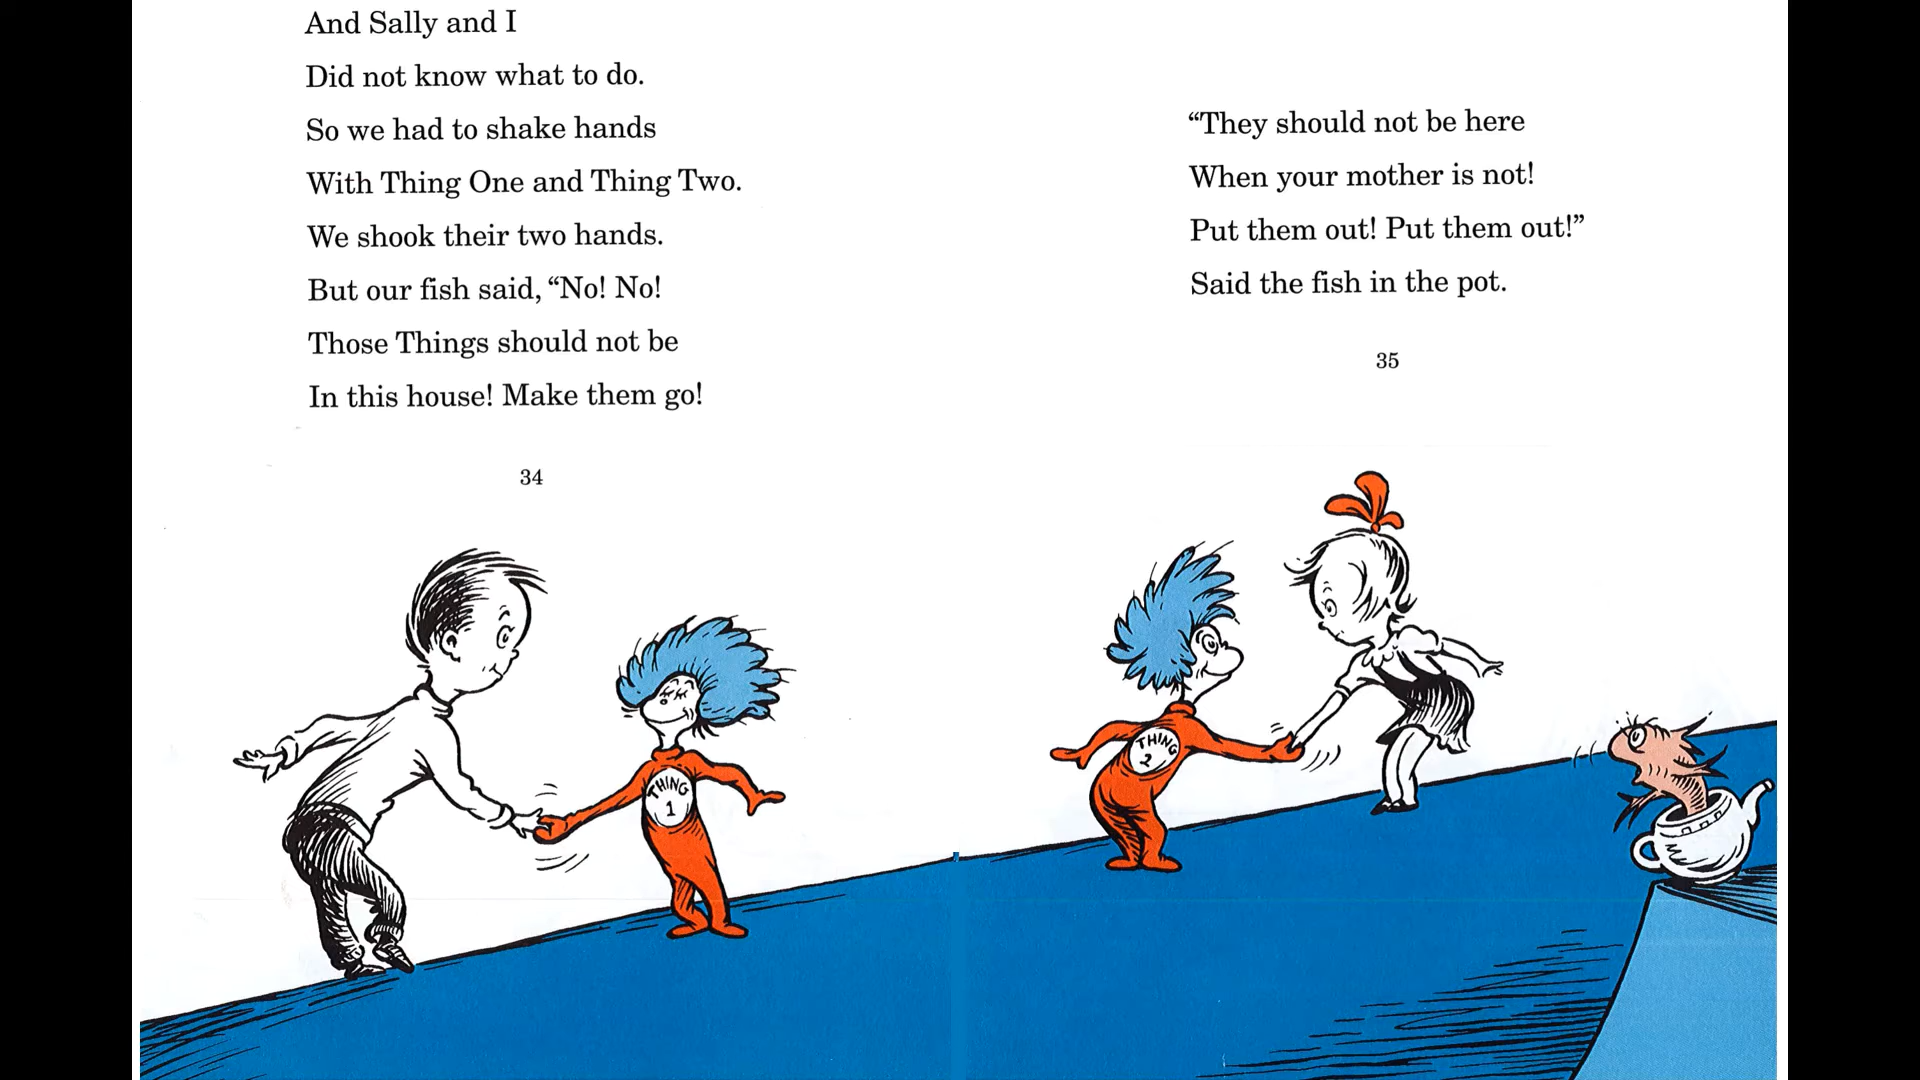 And Sally and I
Did not know what to do.
So we had to shake hands
With Thing One and Thing Two.
We shook their two hands.
But our fish said, “No! No!
Those Things should not be
In this house! Make them go!
34
“They should not be here
When your mother is not!
Put them out! Put them out!”
Said the fish in the pot.
35
THING
1
THING
2